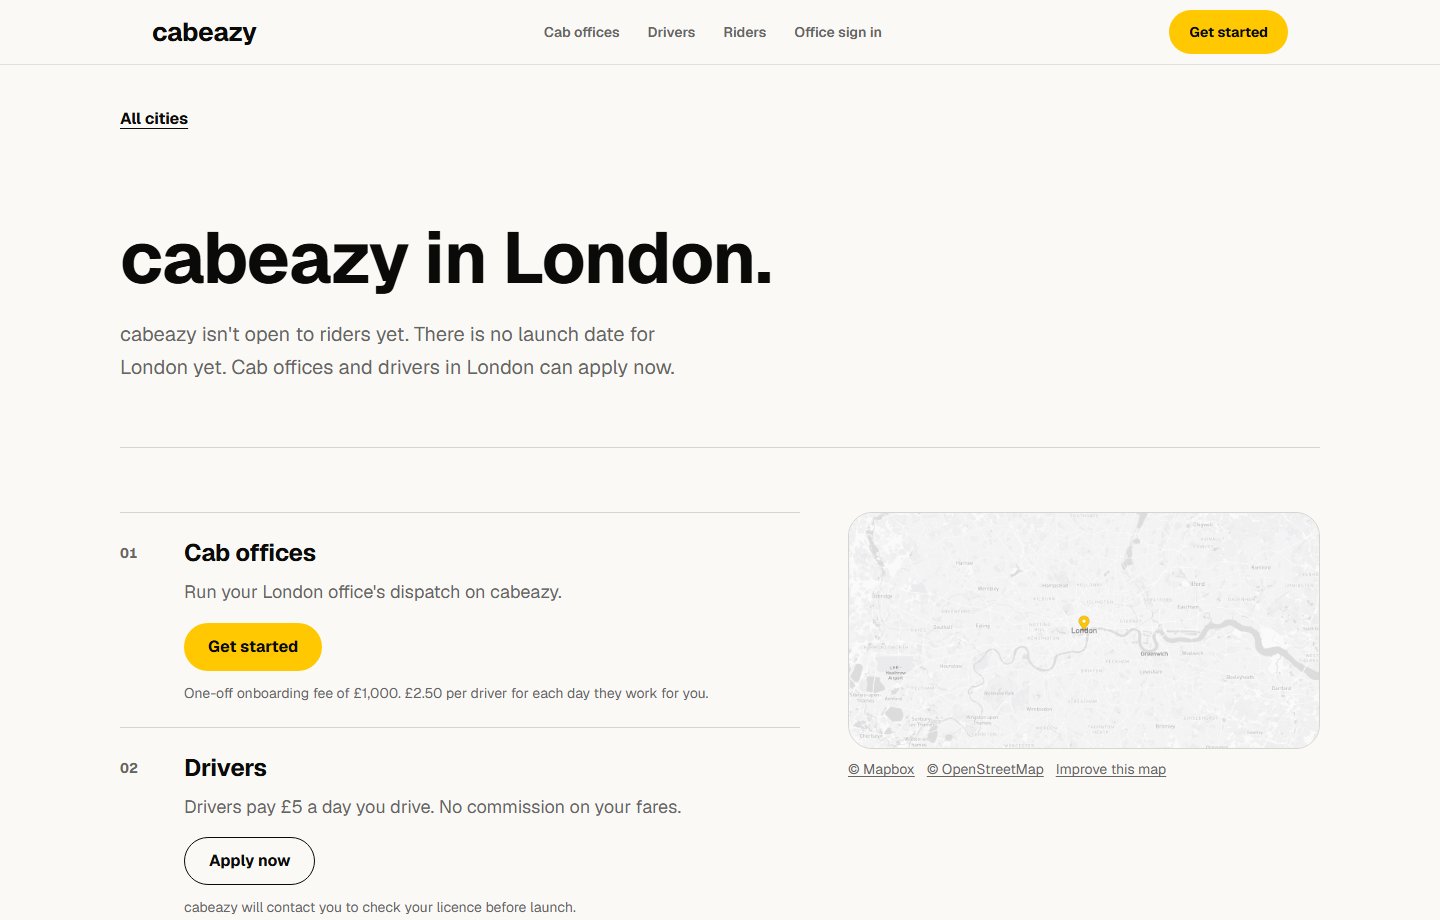 cabeazy
Cab offices
Drivers
Riders
Office sign in
Get started
All cities
cabeazy in London.
cabeazy isn't open to riders yet. There is no launch date for
London yet. Cab offices and drivers in London can apply now.
01
Cab offices
Run your London office's dispatch on cabeazy.
Get started
One-off onboarding fee of £1,000. £2.50 per driver for each day they work for you.
02
Drivers
Drivers pay £5 a day you drive. No commission on your fares.
Apply now
cabeazy will contact you to check your licence before launch.
London
Greenwich
© Mapbox
© OpenStreetMap
Improve this map